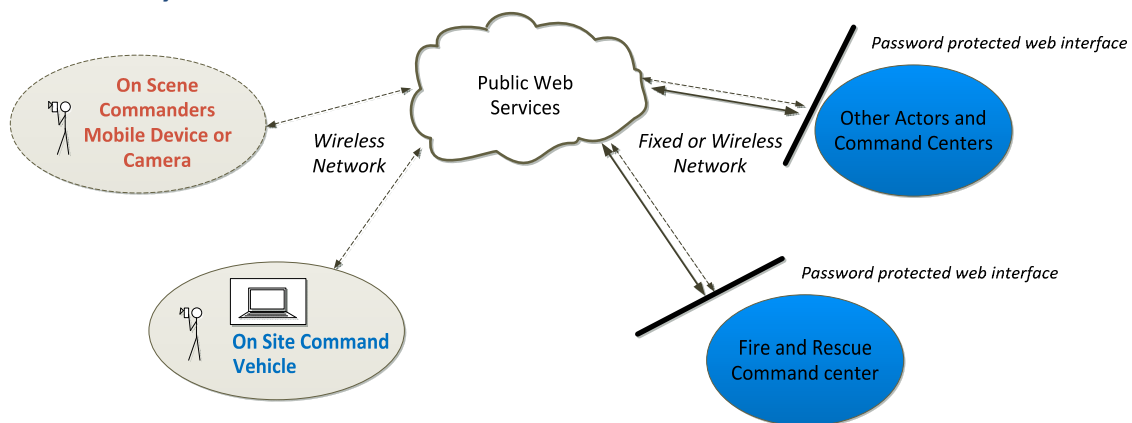 Password protected web interface
On Scene
Commanders
Mobile Device or
Camera
Public Web
Services
Other Actors and
Command Centers
Wireless
Network
Fixed or Wireless
Network
Password protected web interface
On Site Command
Vehicle
Fire and Rescue
Command center